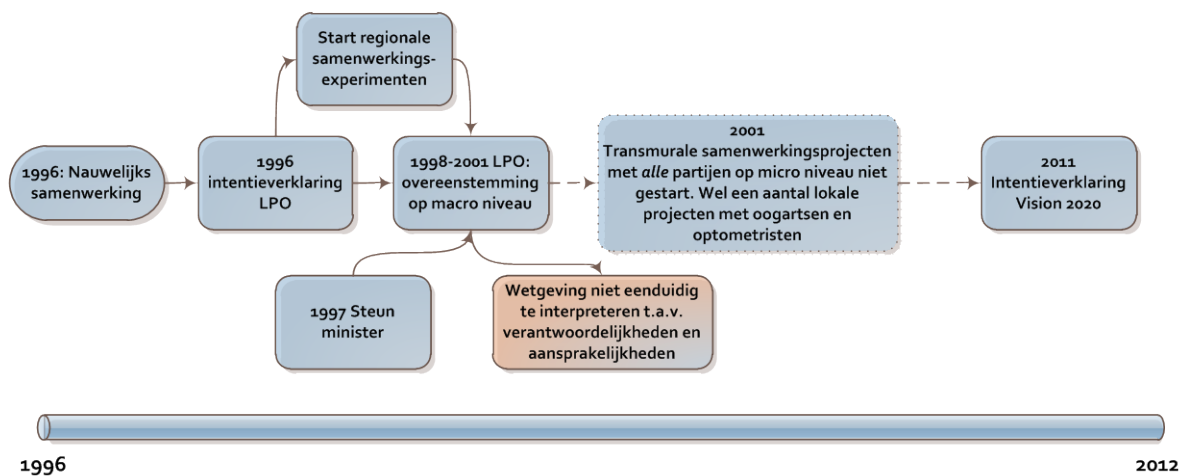 Start regionale
samenwerkings-
experimenten
1996: Nauwelijks
samenwerking
1996
intentieverklaring
LPO
1998-2001 LPO:
overeenstemming
op macro niveau
2001
Transmurale samenwerkingsprojecten
met alle partijen op micro niveau niet
gestart. Wel een aantal lokale
projecten met oogartsen en
optometristen
2011
Intentieverklaring
Vision 2020
1997 Steun
minister
Wetgeving niet eenduidig
te interpreteren t.a.v.
verantwoordelijkheden en
aansprakelijkheden
1996
2012